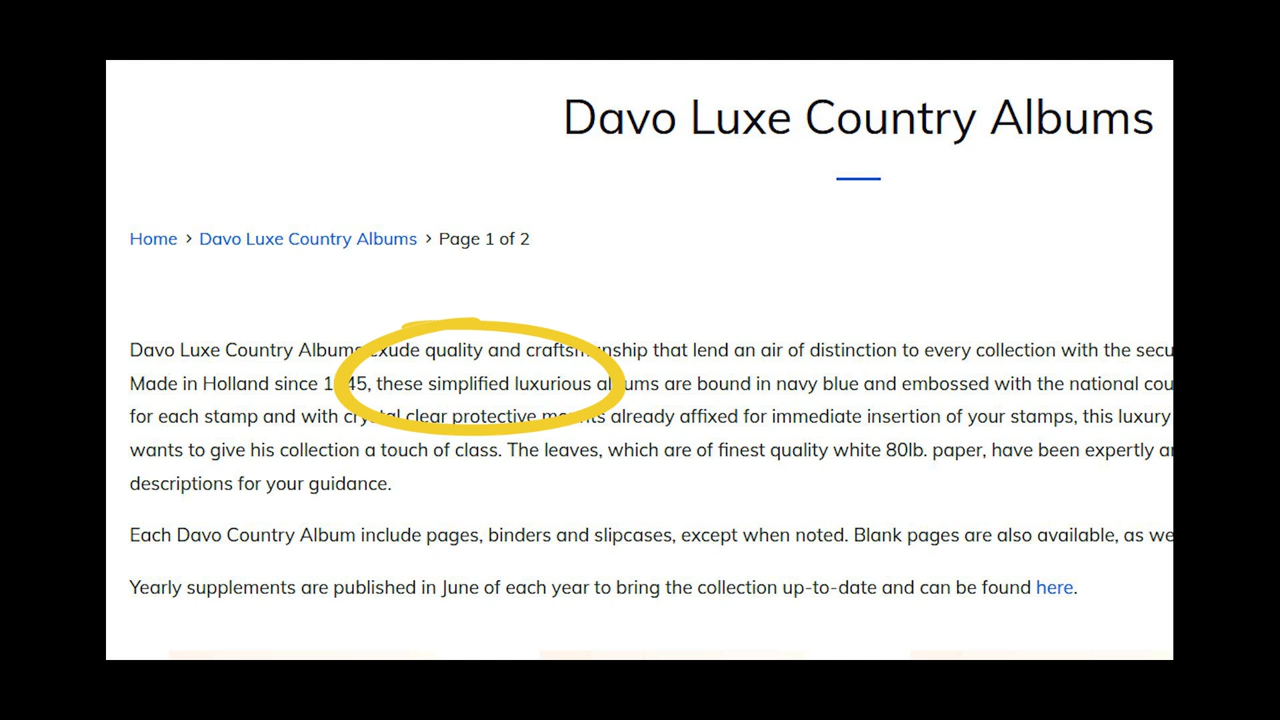 Davo Luxe Country Albums
Home > Davo Luxe Country Albums > Page 1 of 2
Davo Luxe Country Albums exude quality and craftsmanship that lend an air of distinction to every collection with the secu
Made in Holland since 1945, these simplified luxurious albums are bound in navy blue and embossed with the national cou
for each stamp and with crystal clear protective mounts already affixed for immediate insertion of your stamps, this luxury
wants to give his collection a touch of class. The leaves, which are of finest quality white 80lb. paper, have been expertly an
descriptions for your guidance.
Each Davo Country Album include pages, binders and slipcases, except when noted. Blank pages are also available, as we
Yearly supplements are published in June of each year to bring the collection up-to-date and can be found here.